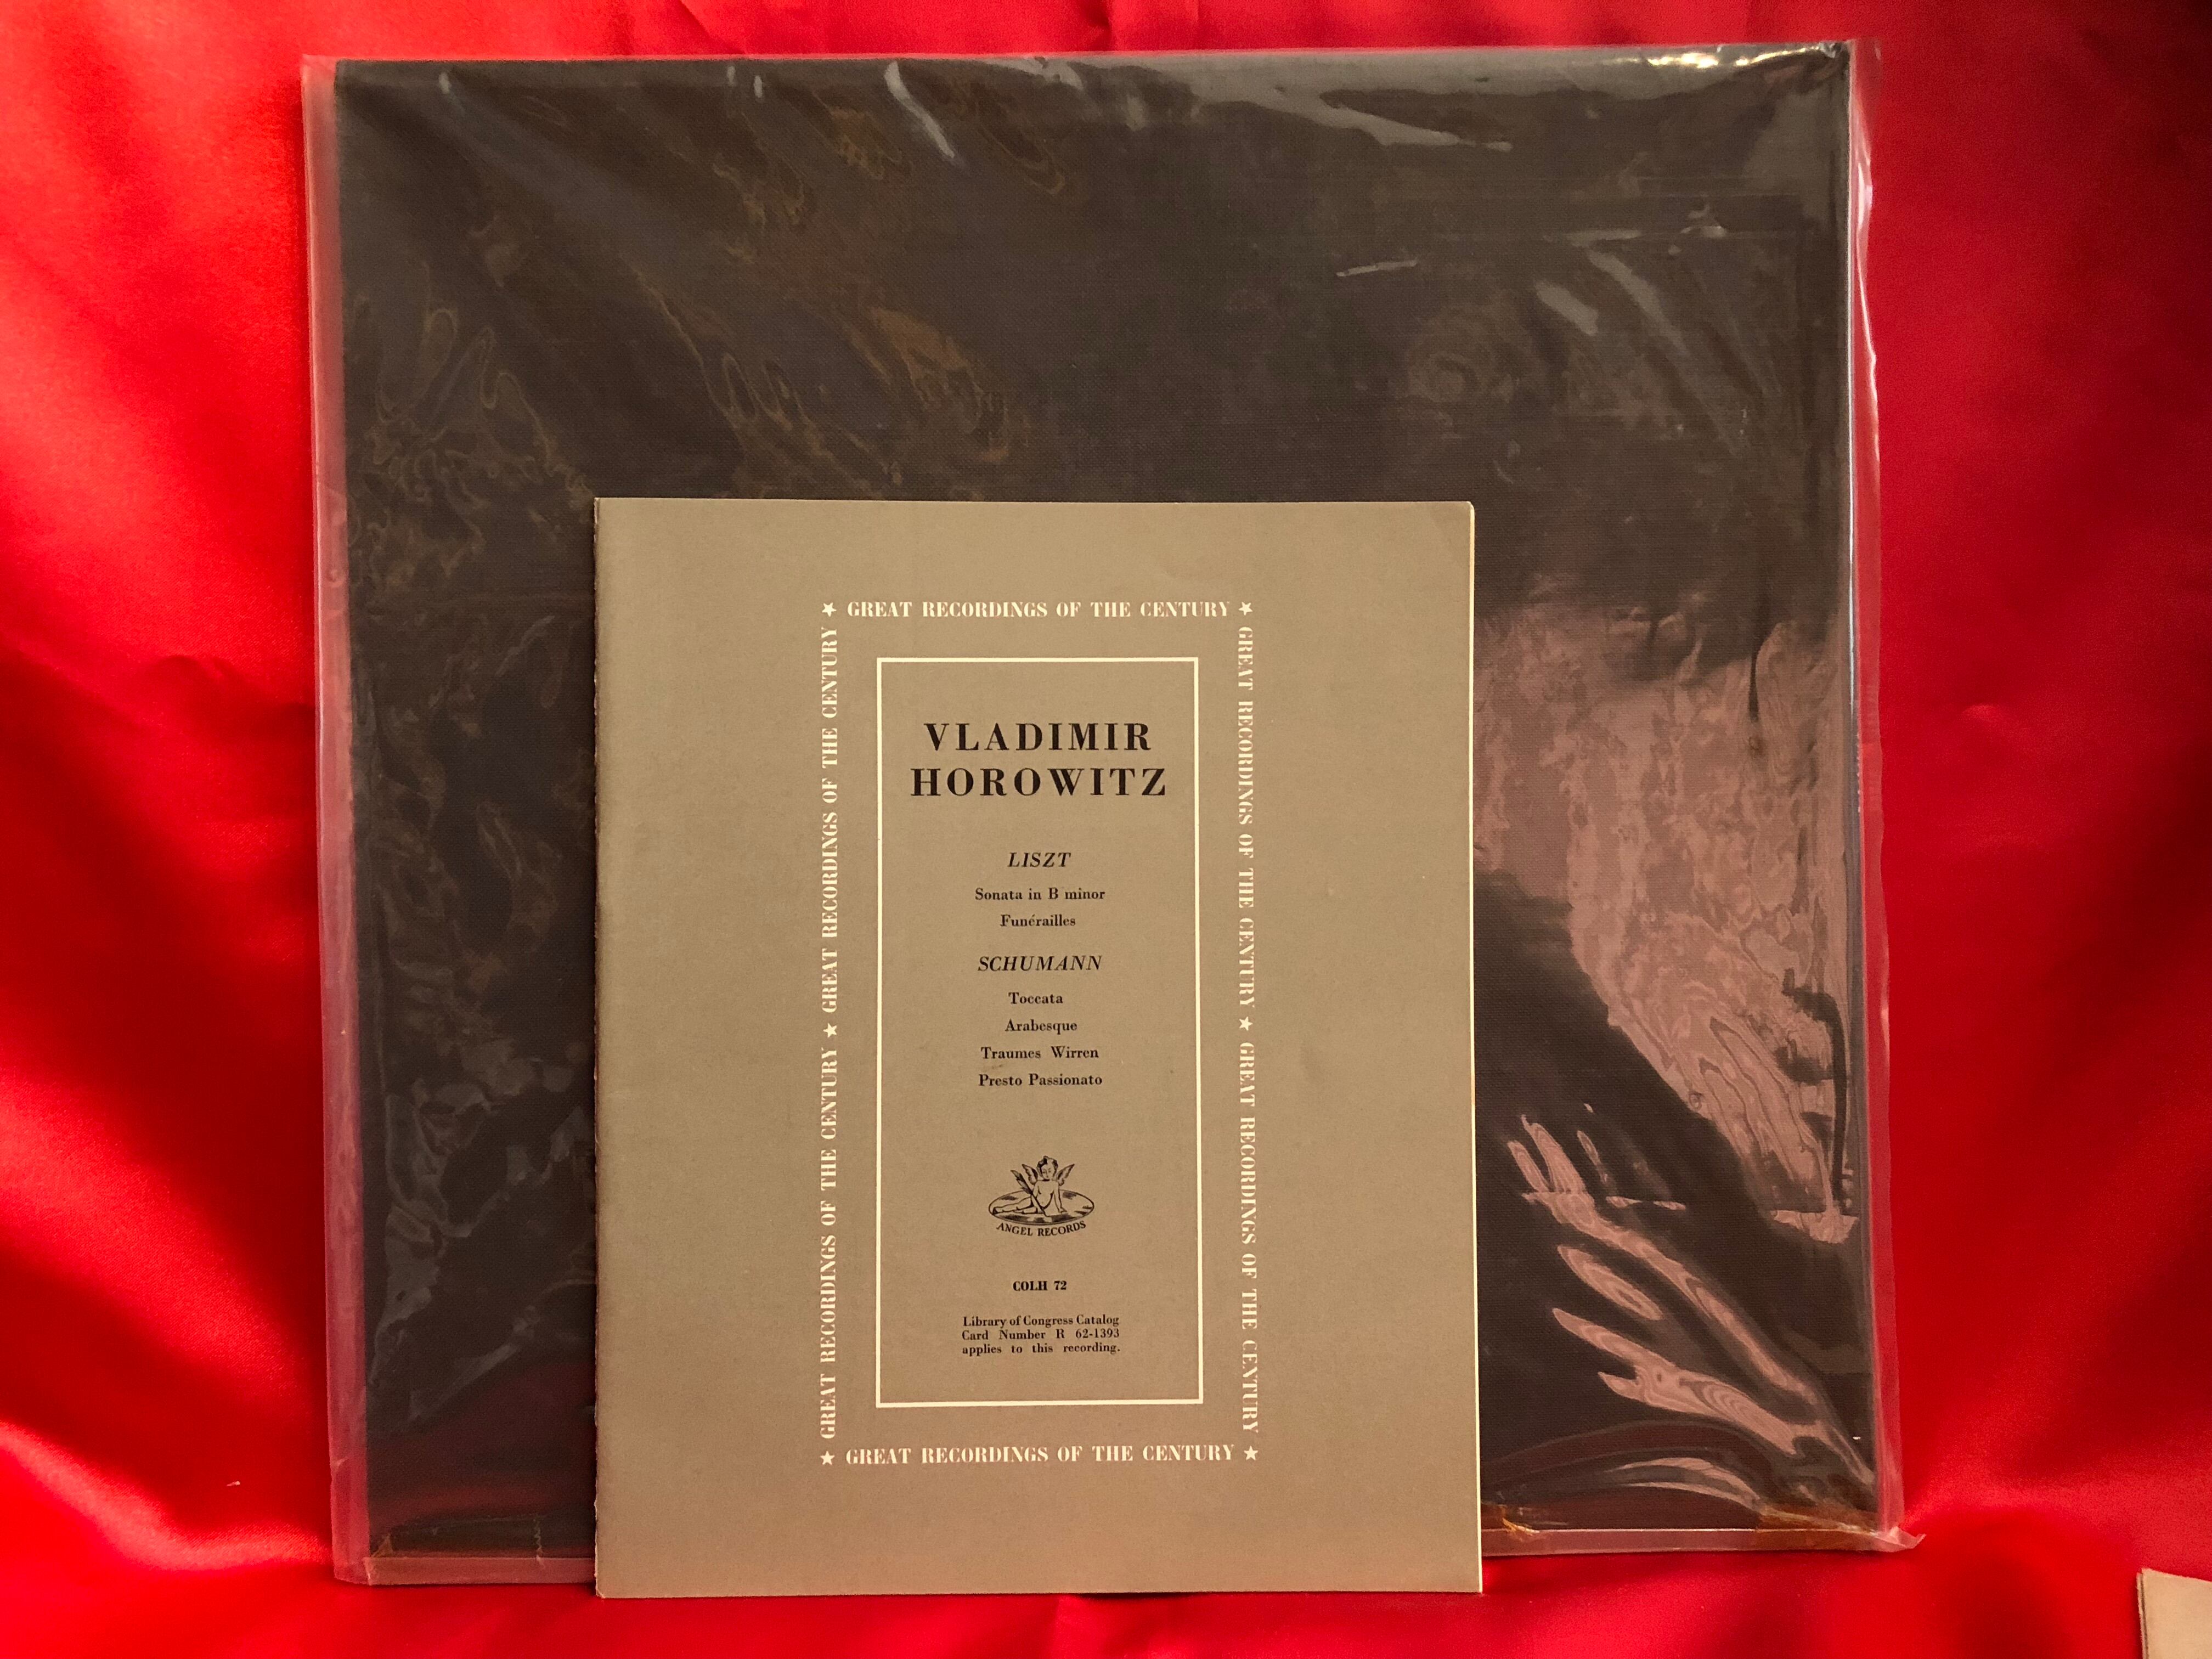 ★ GREAT RECORDINGS OF THE CENTURY ★
GREAT RECORDINGS OF THE CENTURY ★ GREAT RECORDINGS OF THE CENTURY
GREAT RECORDINGS OF THE CENTURY ★ GREAT RECORDINGS OF THE CENTURY
VLADIMIR
HOROWITZ
LISZT
Sonata in B minor
Funérailles
SCHUMANN
Toccata
Arabesque
Traumes Wirren
Presto Passionato
ANGEL RECORDS
COLH 72
Library of Congress Catalog
Card Number R 62-1393
applies to this recording.
★ GREAT RECORDINGS OF THE CENTURY ★